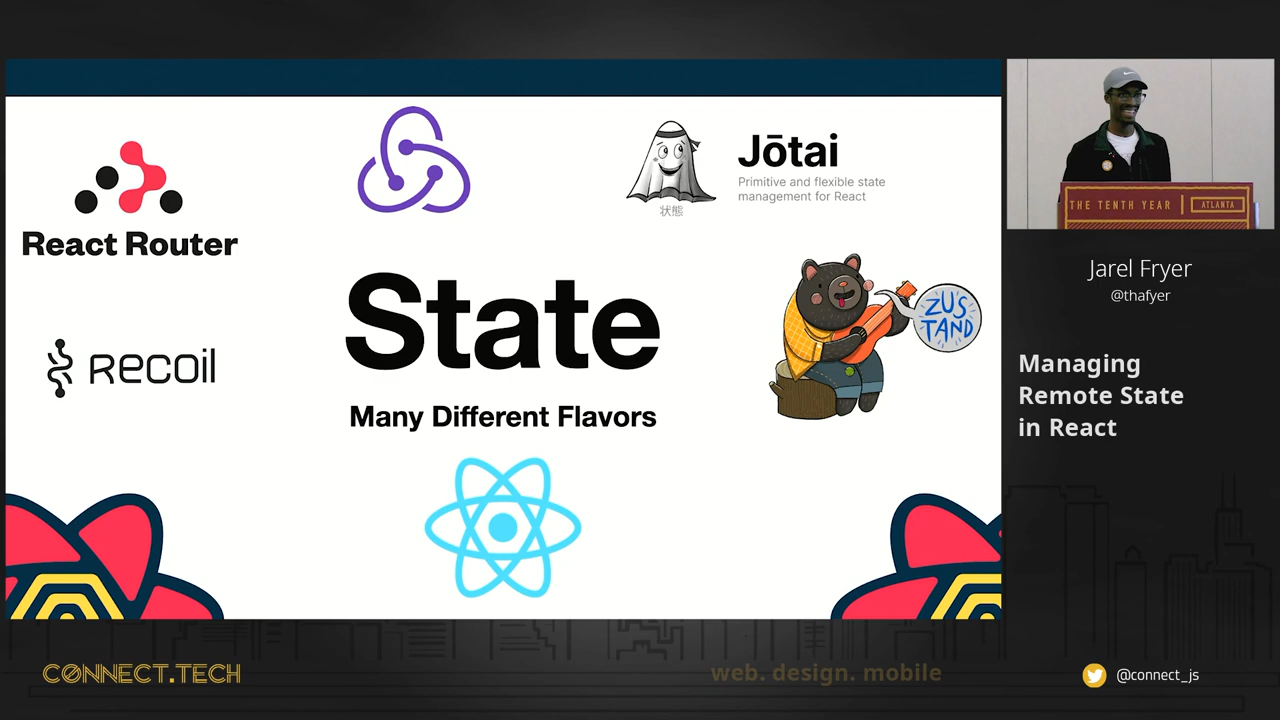 React Router
Jōtai
Primitive and flexible state
management for React
状態
State
Many Different Flavors
RECOIL
ZUS
TAND
THE TENTH YEAR | ATLANTA
Jarel Fryer
@thafyer
Managing
Remote State
in React
CONNECT.TECH
web. design. mobile
@connect_js